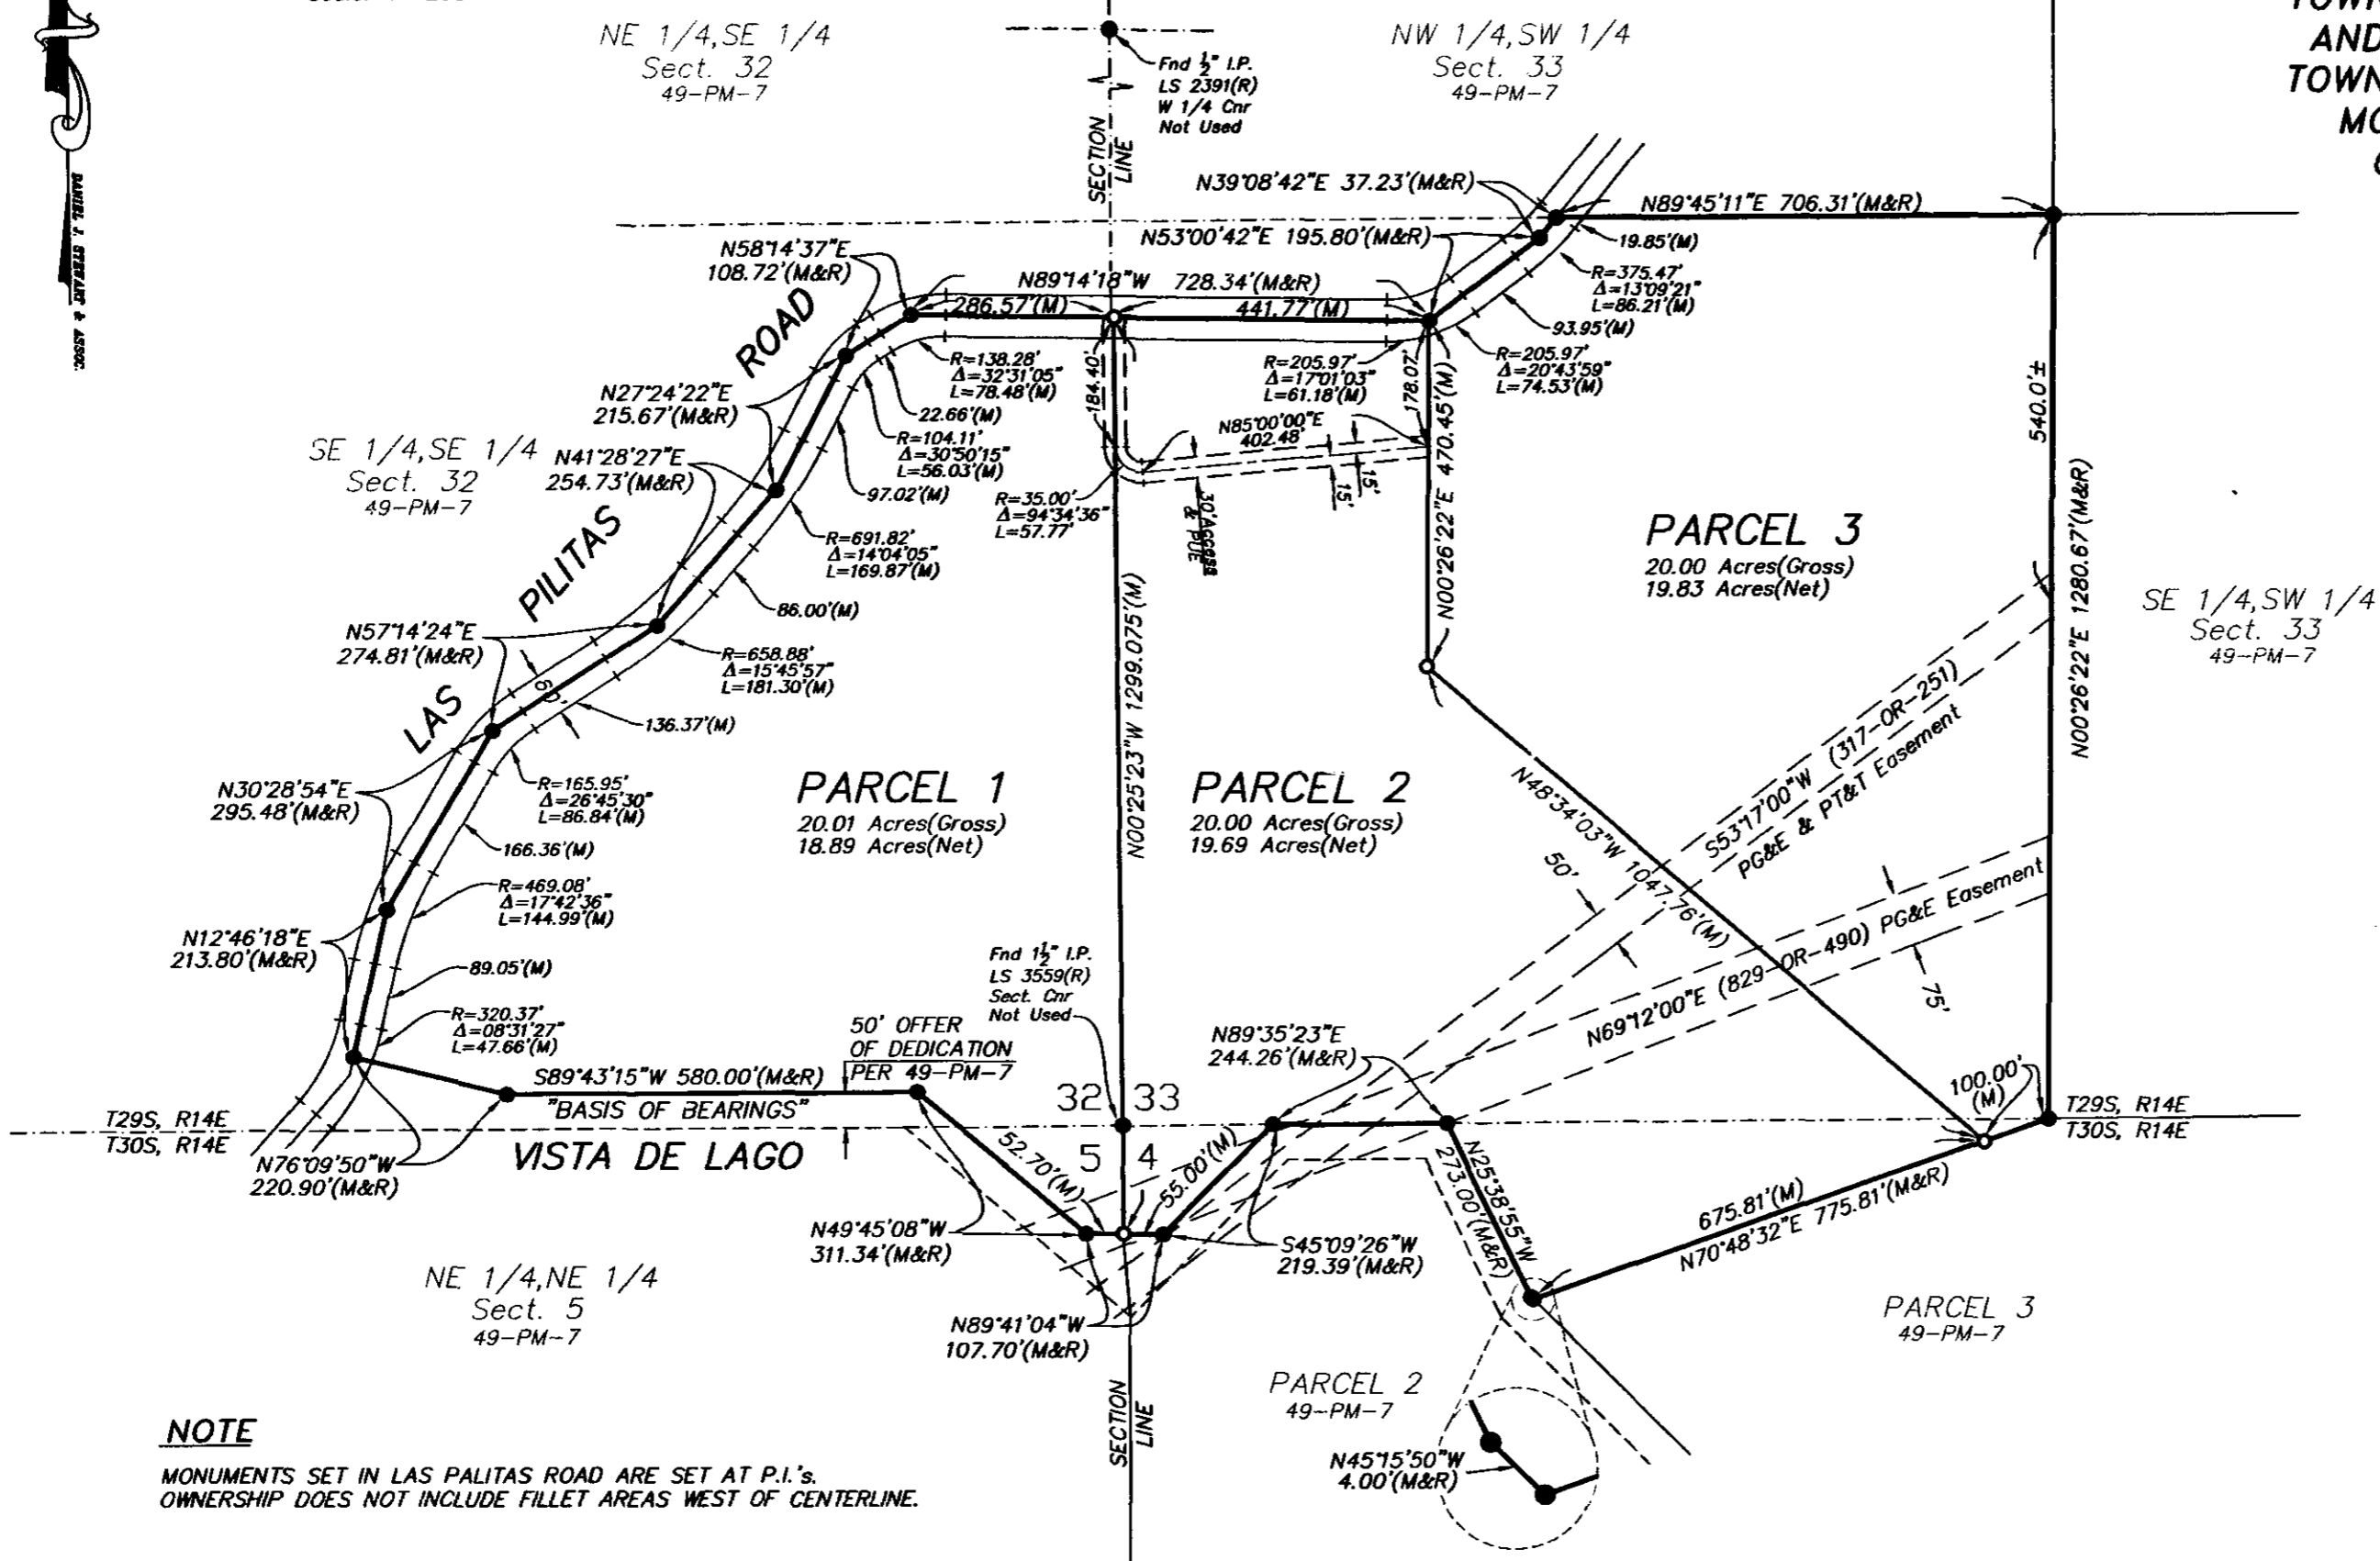 NE 1/4,SE 1/4
Sect. 32
49-PM-7
NW 1/4,SW 1/4
Sect. 33
49-PM-7
AND
Fnd ½" I.P.
LS 2391(R)
W 1/4 Cnr
Not Used
SECTION
LINE
DANIEL J. STEWART & ASSOC.
N39°08'42"E 37.23'(M&R)
N89°45'11"E 706.31'(M&R)
N53°00'42"E 195.80'(M&R)
19.85'(M)
N58°14'37"E
108.72'(M&R)
N89°14'18"W 728.34'(M&R)
286.57'(M)
441.77'(M)
R=375.47'
Δ=13°09'21"
L=86.21'(M)
93.95'(M)
R=138.28'
Δ=32°31'05"
L=78.48'(M)
184.40'
R=205.97'
Δ=17°01'03"
L=61.18'(M)
178.07'
R=205.97'
Δ=20°43'59"
L=74.53'(M)
540.0'±
N27°24'22"E
215.67'(M&R)
22.66'(M)
R=104.11'
Δ=30°50'15"
L=56.03'(M)
N85°00'00"E
402.48'
N00°26'22"E 470.45'(M)
SE 1/4,SE 1/4
Sect. 32
49-PM-7
N41°28'27"E
254.73'(M&R)
97.02'(M)
R=35.00'
Δ=94°34'36"
L=57.77'
30' Access
& PUE
15'
15'
LAS PILITAS ROAD
R=691.82'
Δ=14°04'05"
L=169.87'(M)
PARCEL 3
20.00 Acres(Gross)
19.83 Acres(Net)
N00°26'22"E 1280.67'(M&R)
SE 1/4,SW 1/4
Sect. 33
49-PM-7
86.00'(M)
N57°14'24"E
274.81'(M&R)
R=658.88'
Δ=15°45'57"
L=181.30'(M)
60'
136.37'(M)
N00°25'23"W 1299.075'(M)
S53°17'00"W (317-OR-251)
PG&E & PT&T Easement
N30°28'54"E
295.48'(M&R)
R=165.95'
Δ=26°45'30"
L=86.84'(M)
PARCEL 1
20.01 Acres(Gross)
18.89 Acres(Net)
PARCEL 2
20.00 Acres(Gross)
19.69 Acres(Net)
N48°34'03"W 1047.76'(M)
50'
166.36'(M)
R=469.08'
Δ=17°42'36"
L=144.99'(M)
N69°12'00"E (829-OR-490) PG&E Easement
75'
N12°46'18"E
213.80'(M&R)
89.05'(M)
Fnd 1½" I.P.
LS 3559(R)
Sect. Cnr
Not Used
R=320.37'
Δ=08°31'27"
L=47.66'(M)
50' OFFER
OF DEDICATION
PER 49-PM-7
N89°35'23"E
244.26'(M&R)
S89°43'15"W 580.00'(M&R)
"BASIS OF BEARINGS"
32 33
5 4
100.00'
(M)
T29S, R14E
T30S, R14E
T29S, R14E
T30S, R14E
VISTA DE LAGO
N76°09'50"W
220.90'(M&R)
52.70'(M)
55.00'(M)
N25°38'55"W
273.00'(M&R)
675.81'(M)
N70°48'32"E 775.81'(M&R)
N49°45'08"W
311.34'(M&R)
S45°09'26"W
219.39'(M&R)
NE 1/4,NE 1/4
Sect. 5
49-PM-7
N89°41'04"W
107.70'(M&R)
PARCEL 3
49-PM-7
PARCEL 2
49-PM-7
SECTION
LINE
N45°15'50"W
4.00'(M&R)
NOTE
MONUMENTS SET IN LAS PALITAS ROAD ARE SET AT P.I.'s.
OWNERSHIP DOES NOT INCLUDE FILLET AREAS WEST OF CENTERLINE.